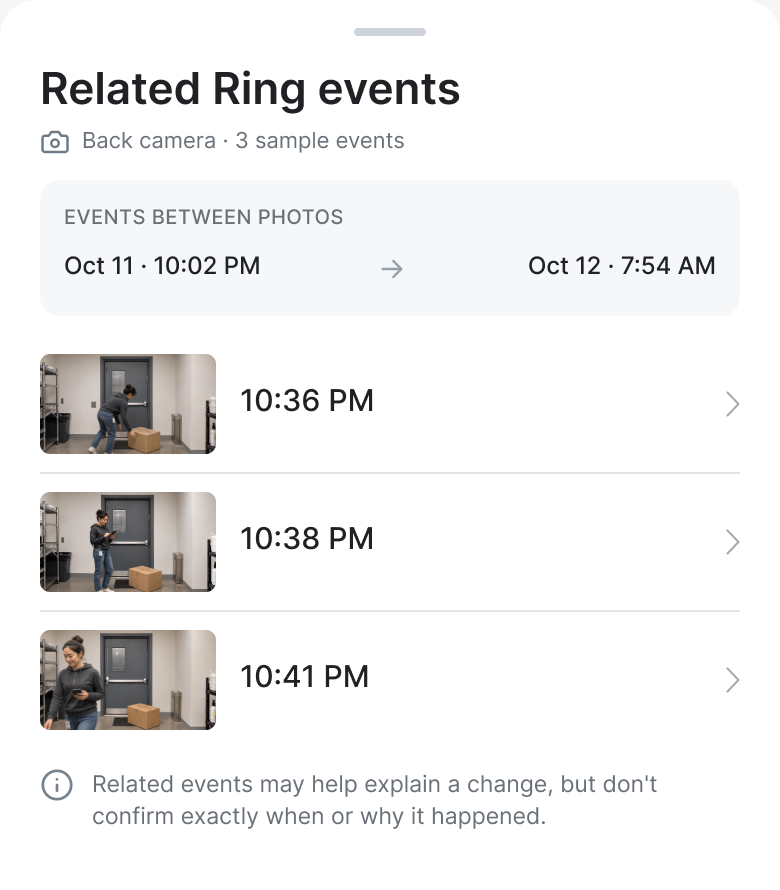 Related Ring events
Back camera · 3 sample events
EVENTS BETWEEN PHOTOS
Oct 11 · 10:02 PM → Oct 12 · 7:54 AM
10:36 PM
10:38 PM
10:41 PM
Related events may help explain a change, but don't
confirm exactly when or why it happened.